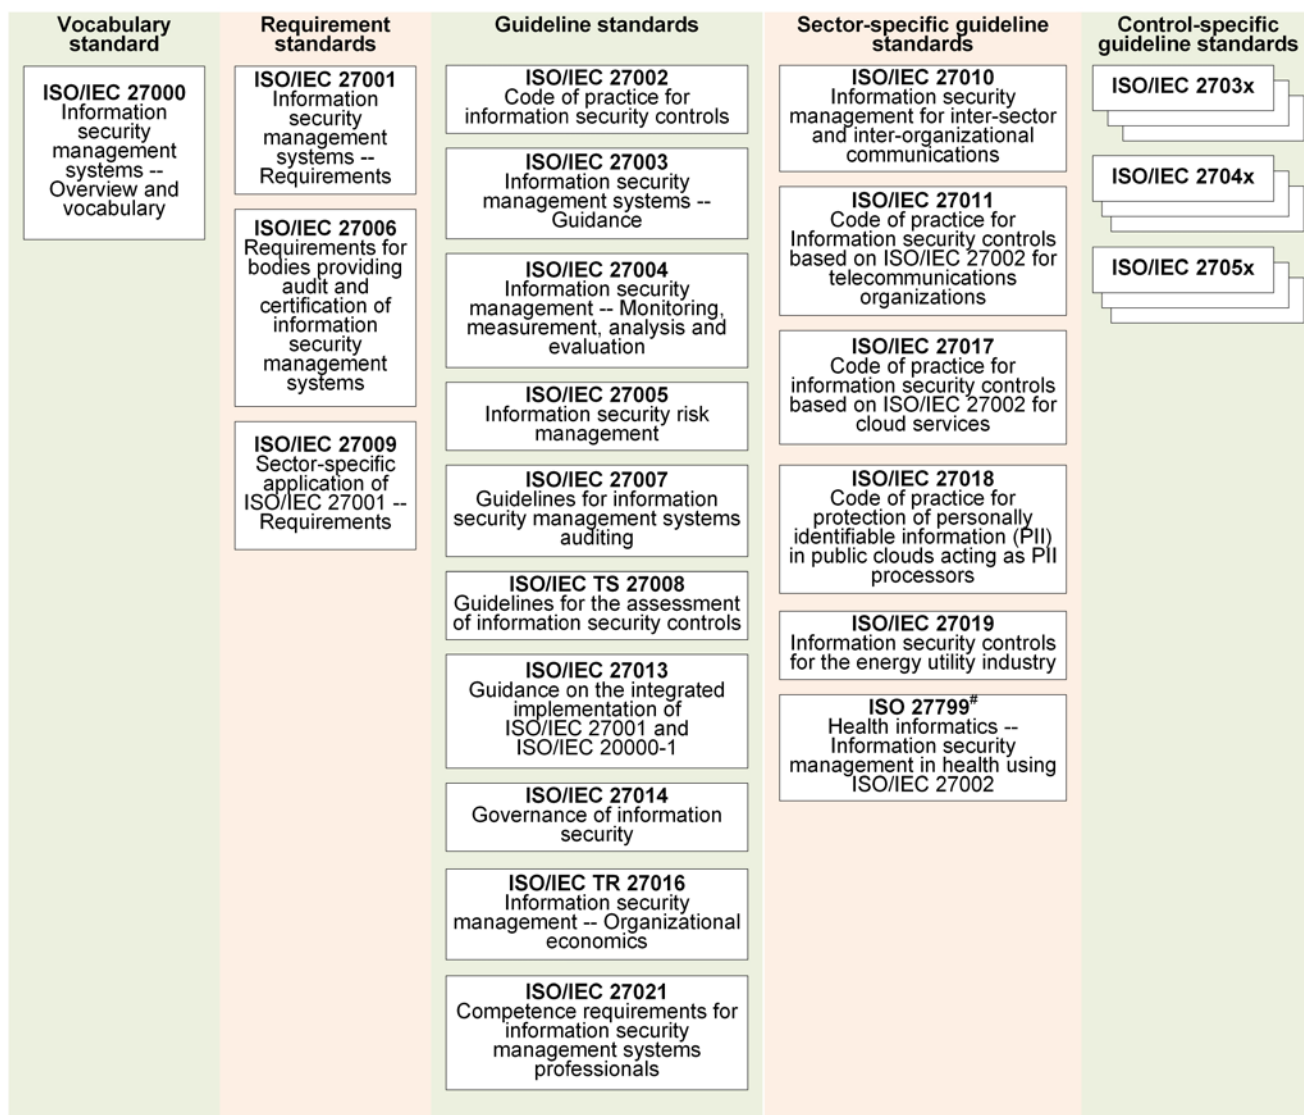 Vocabulary
standard
ISO/IEC 27000
Information
security
management
systems --
Overview and
vocabulary
Requirement
standards
ISO/IEC 27001
Information
security
management
systems --
Requirements
ISO/IEC 27006
Requirements for
bodies providing
audit and
certification of
information
security
management
systems
ISO/IEC 27009
Sector-specific
application of
ISO/IEC 27001 --
Requirements
Guideline standards
ISO/IEC 27002
Code of practice for
information security controls
ISO/IEC 27003
Information security
management systems --
Guidance
ISO/IEC 27004
Information security
management -- Monitoring,
measurement, analysis and
evaluation
ISO/IEC 27005
Information security risk
management
ISO/IEC 27007
Guidelines for information
security management systems
auditing
ISO/IEC TS 27008
Guidelines for the assessment
of information security controls
ISO/IEC 27013
Guidance on the integrated
implementation of
ISO/IEC 27001 and
ISO/IEC 20000-1
ISO/IEC 27014
Governance of information
security
ISO/IEC TR 27016
Information security
management -- Organizational
economics
ISO/IEC 27021
Competence requirements for
information security
management systems
professionals
Sector-specific guideline
standards
ISO/IEC 27010
Information security
management for inter-sector
and inter-organizational
communications
ISO/IEC 27011
Code of practice for
Information security controls
based on ISO/IEC 27002 for
telecommunications
organizations
ISO/IEC 27017
Code of practice for
information security controls
based on ISO/IEC 27002 for
cloud services
ISO/IEC 27018
Code of practice for
protection of personally
identifiable information (PII)
in public clouds acting as PII
processors
ISO/IEC 27019
Information security controls
for the energy utility industry
ISO 27799#
Health informatics --
Information security
management in health using
ISO/IEC 27002
Control-specific
guideline standards
ISO/IEC 2703x
ISO/IEC 2704x
ISO/IEC 2705x